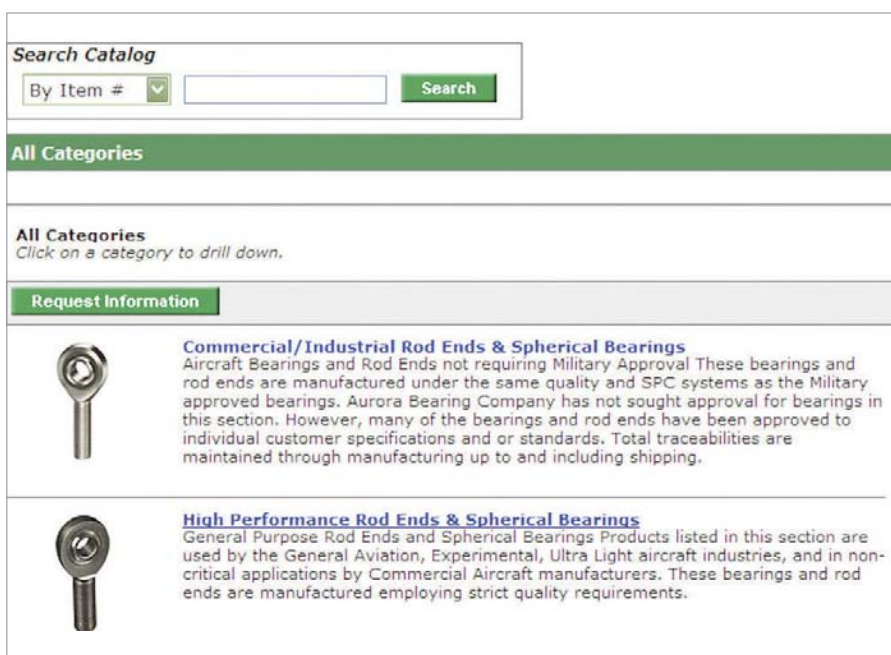 Search Catalog
By Item #
Search
All Categories
All Categories
Click on a category to drill down.
Request Information
Commercial/Industrial Rod Ends & Spherical Bearings
Aircraft Bearings and Rod Ends not requiring Military Approval These bearings and
rod ends are manufactured under the same quality and SPC systems as the Military
approved bearings. Aurora Bearing Company has not sought approval for bearings in
this section. However, many of the bearings and rod ends have been approved to
individual customer specifications and or standards. Total traceabilities are
maintained through manufacturing up to and including shipping.
High Performance Rod Ends & Spherical Bearings
General Purpose Rod Ends and Spherical Bearings Products listed in this section are
used by the General Aviation, Experimental, Ultra Light aircraft industries, and in non-
critical applications by Commercial Aircraft manufacturers. These bearings and rod
ends are manufactured employing strict quality requirements.